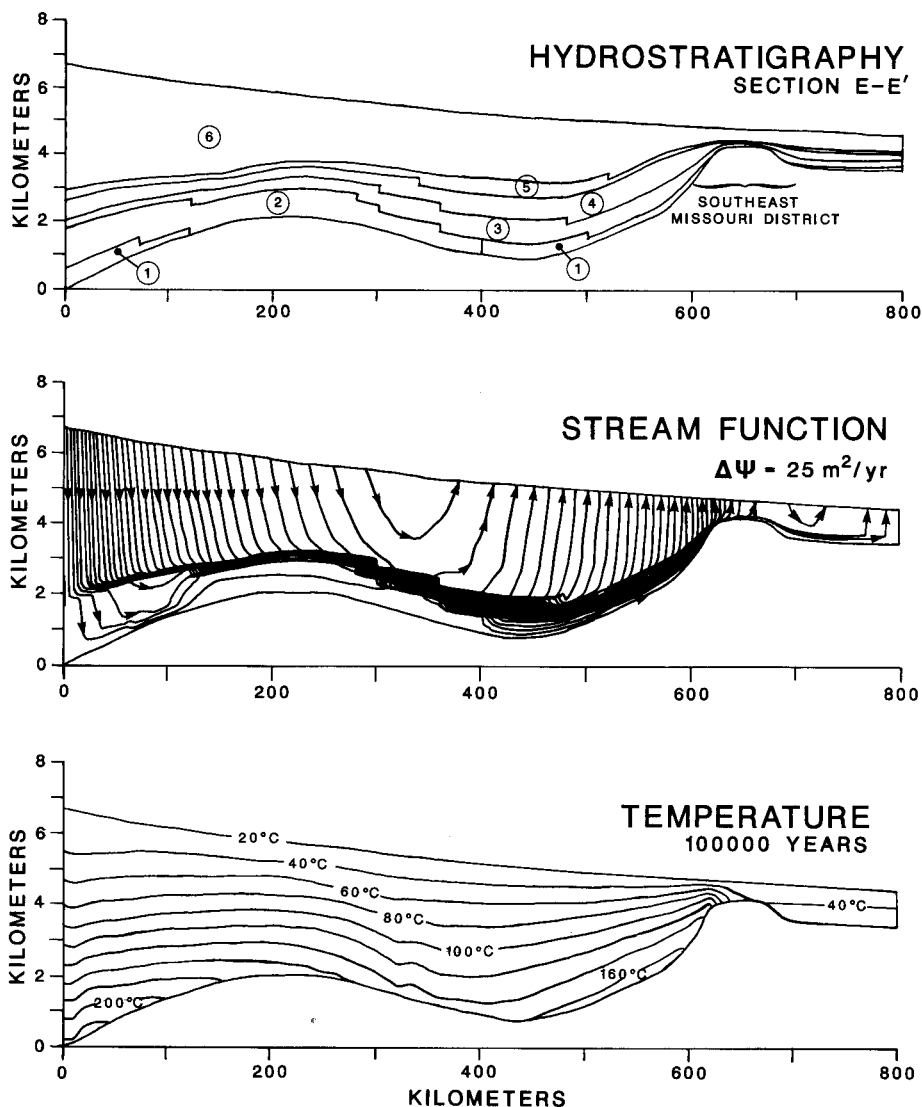 HYDROSTRATIGRAPHY
SECTION E-E′
KILOMETERS
8
6
4
2
0
6
5
4
2
3
1
1
SOUTHEAST
MISSOURI DISTRICT
0 200 400 600 800
STREAM FUNCTION
ΔΨ = 25 m²/yr
KILOMETERS
8
6
4
2
0
0 200 400 600 800
TEMPERATURE
100000 YEARS
KILOMETERS
8
6
4
2
0
20°C
40°C
60°C
80°C
100°C
160°C
200°C
40°C
0 200 400 600 800
KILOMETERS